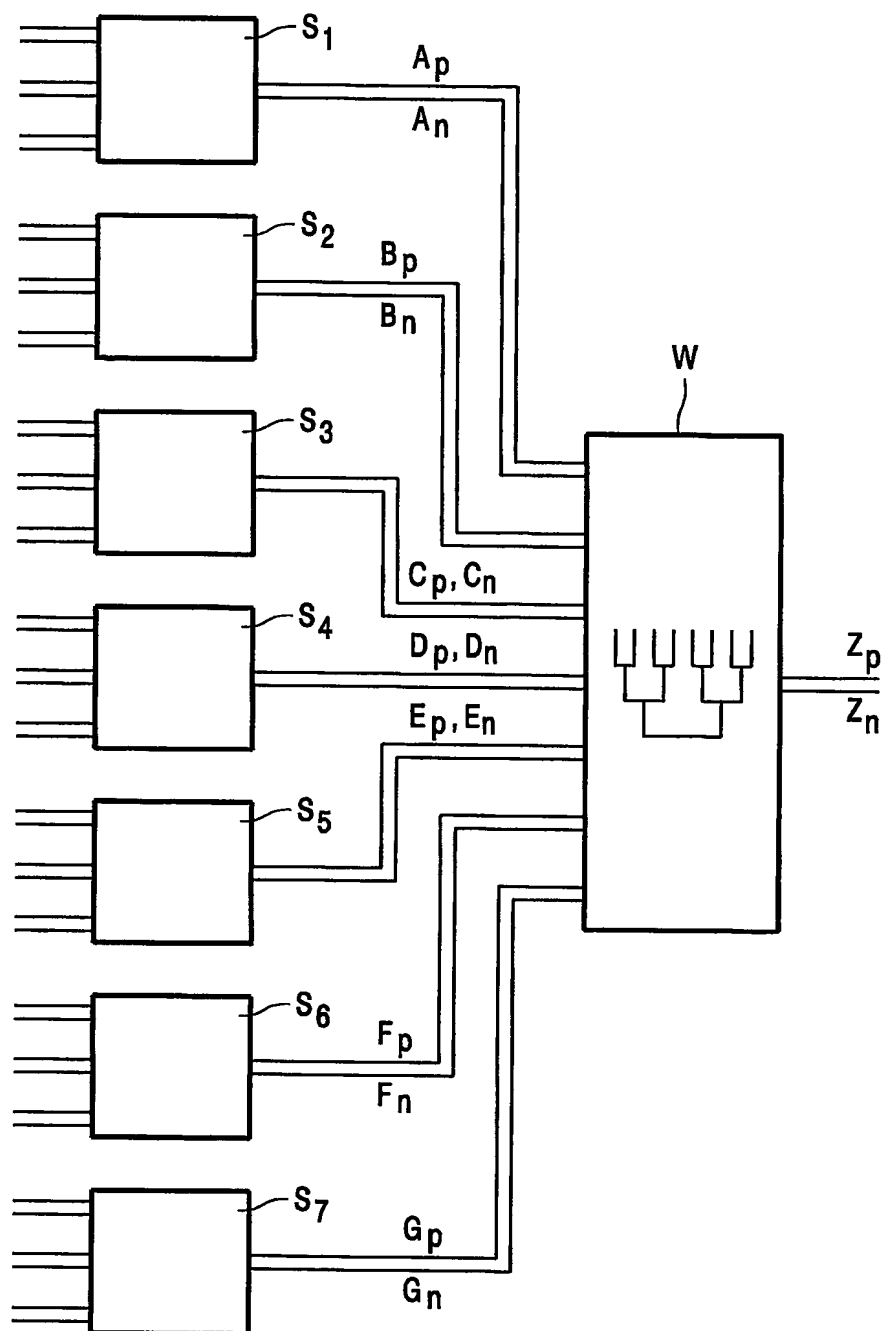 S1
Ap
An
S2
Bp
Bn
W
S3
Cp, Cn
S4
Dp, Dn
Zp
Zn
Ep, En
S5
S6
Fp
Fn
S7
Gp
Gn